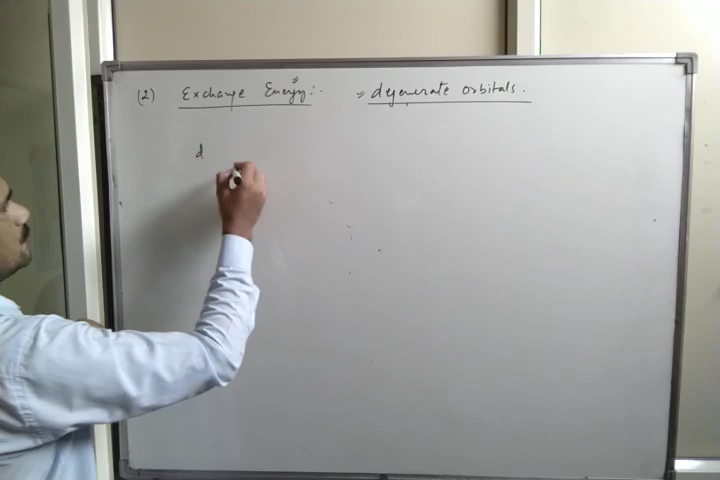 (2) Exchange Energy:. = degenerate orbitals.
d